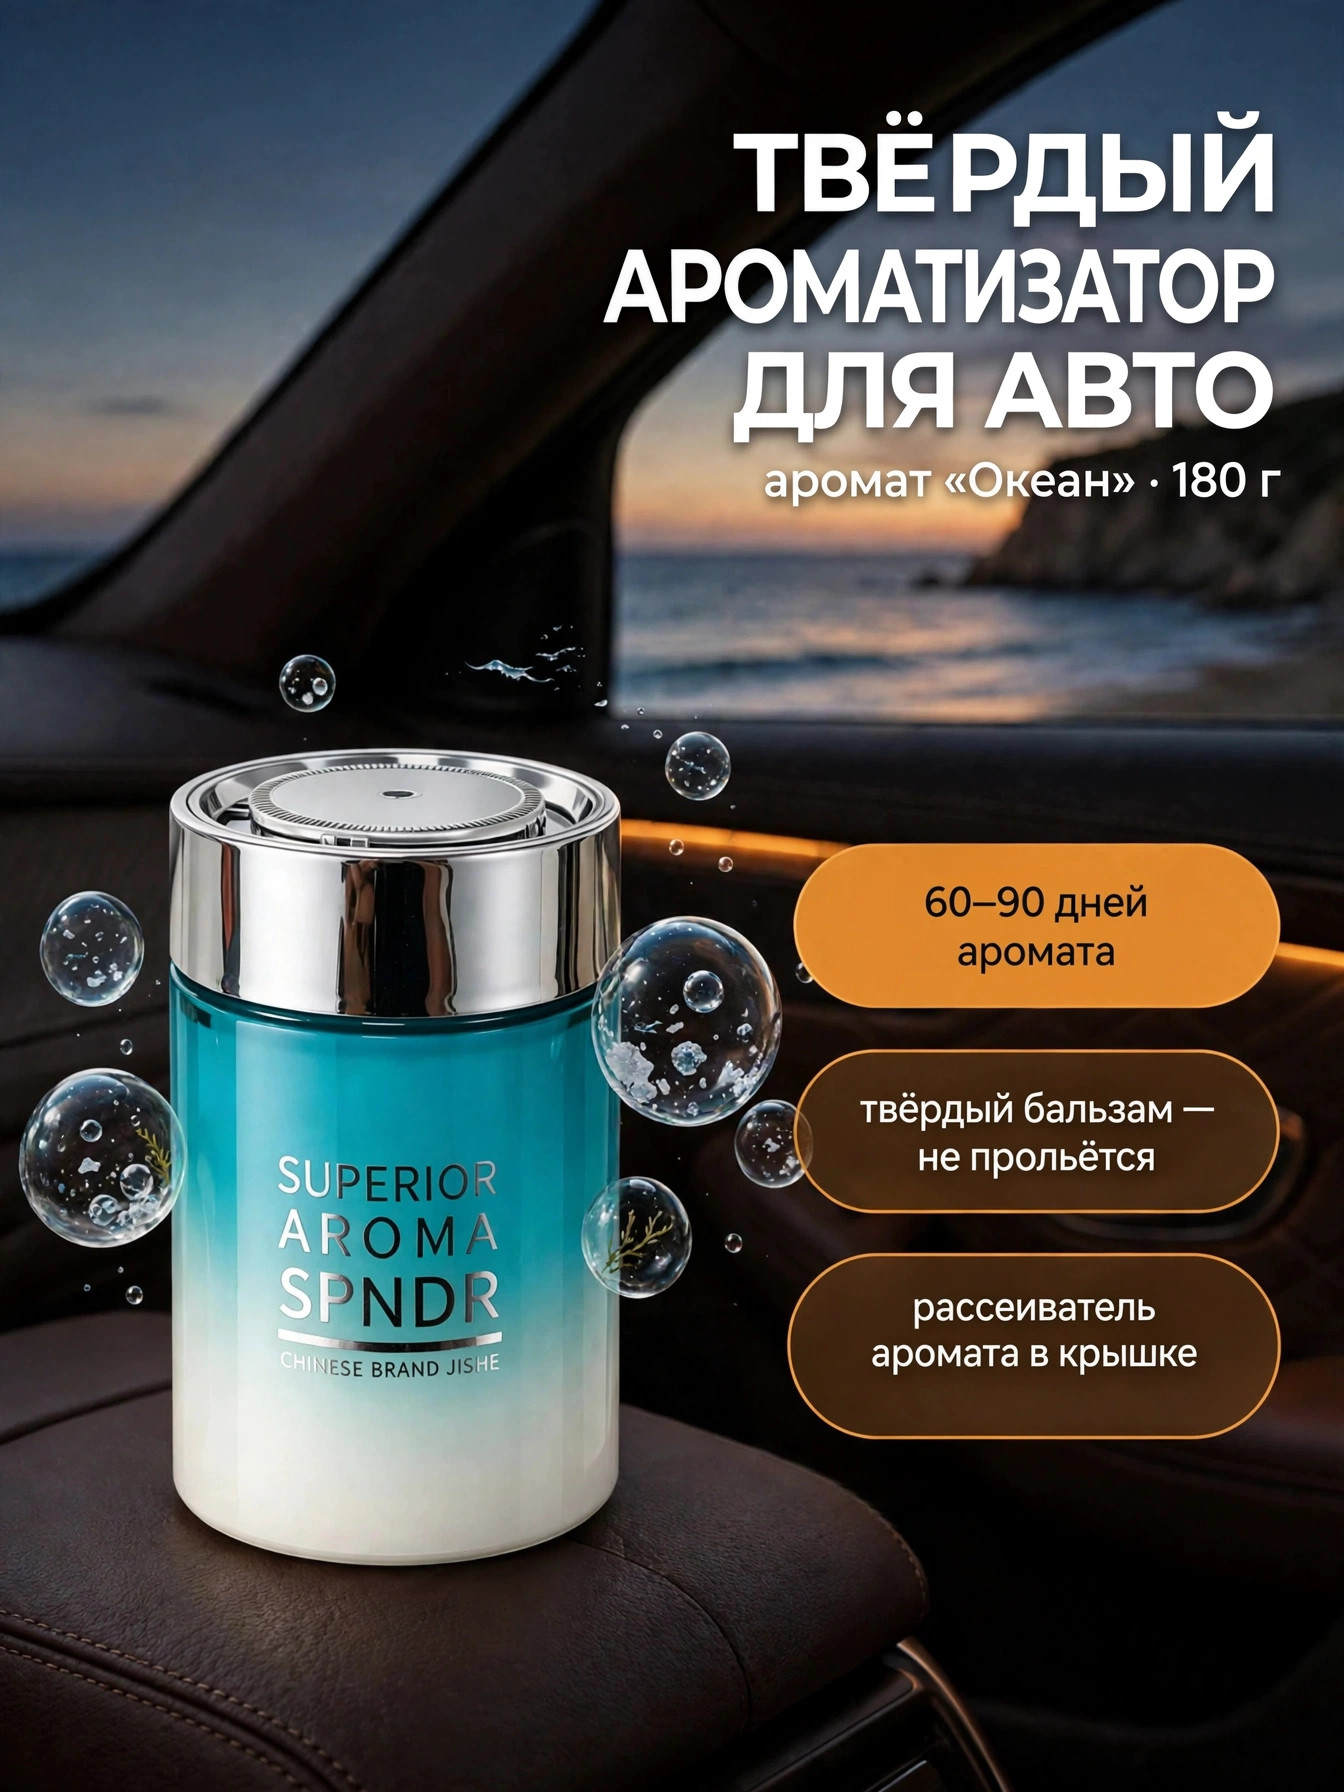 ТВЁРДЫЙ
АРОМАТИЗАТОР
ДЛЯ АВТО
аромат «Океан» · 180 г
60–90 дней
аромата
твёрдый бальзам —
не прольётся
рассеиватель
аромата в крышке
SUPERIOR
AROMA
SPNDR
CHINESE BRAND JISHE